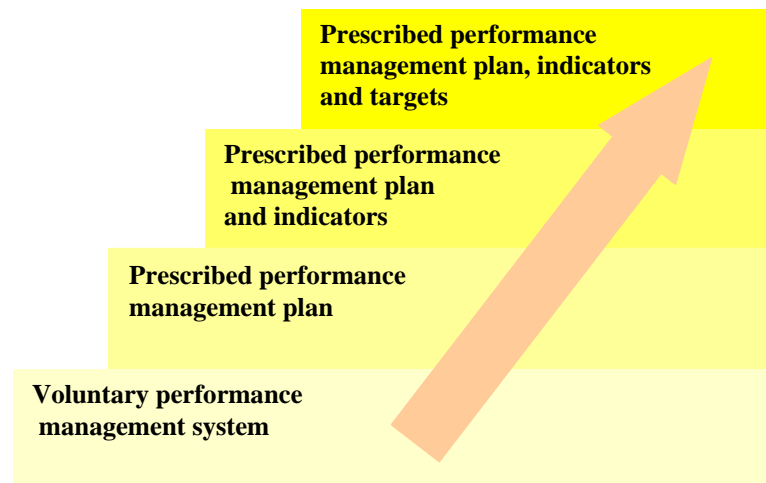 Prescribed performance
management plan, indicators
and targets
Prescribed performance
management plan
and indicators
Prescribed performance
management plan
Voluntary performance
management system